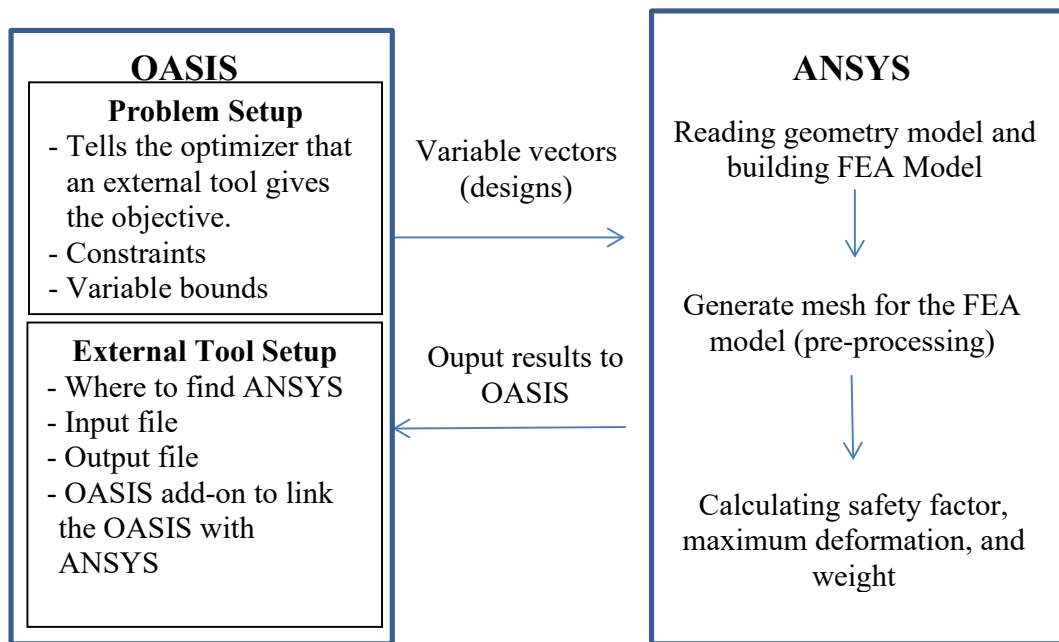 OASIS
Problem Setup
- Tells the optimizer that
an external tool gives
the objective.
- Constraints
- Variable bounds
External Tool Setup
- Where to find ANSYS
- Input file
- Output file
- OASIS add-on to link
the OASIS with
ANSYS
Variable vectors
(designs)
Ouput results to
OASIS
ANSYS
Reading geometry model and
building FEA Model
Generate mesh for the FEA
model (pre-processing)
Calculating safety factor,
maximum deformation, and
weight